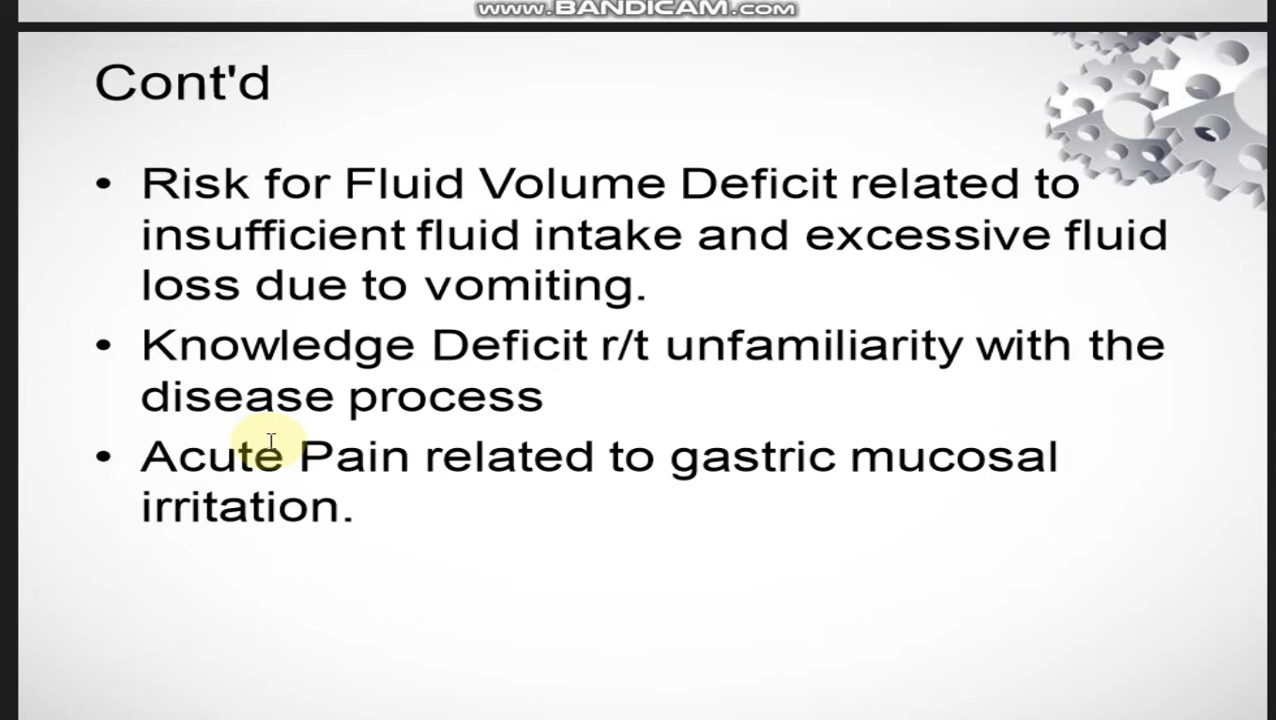 www.BANDICAM.com
Cont'd
• Risk for Fluid Volume Deficit related to
insufficient fluid intake and excessive fluid
loss due to vomiting.
• Knowledge Deficit r/t unfamiliarity with the
disease process
• Acute Pain related to gastric mucosal
irritation.